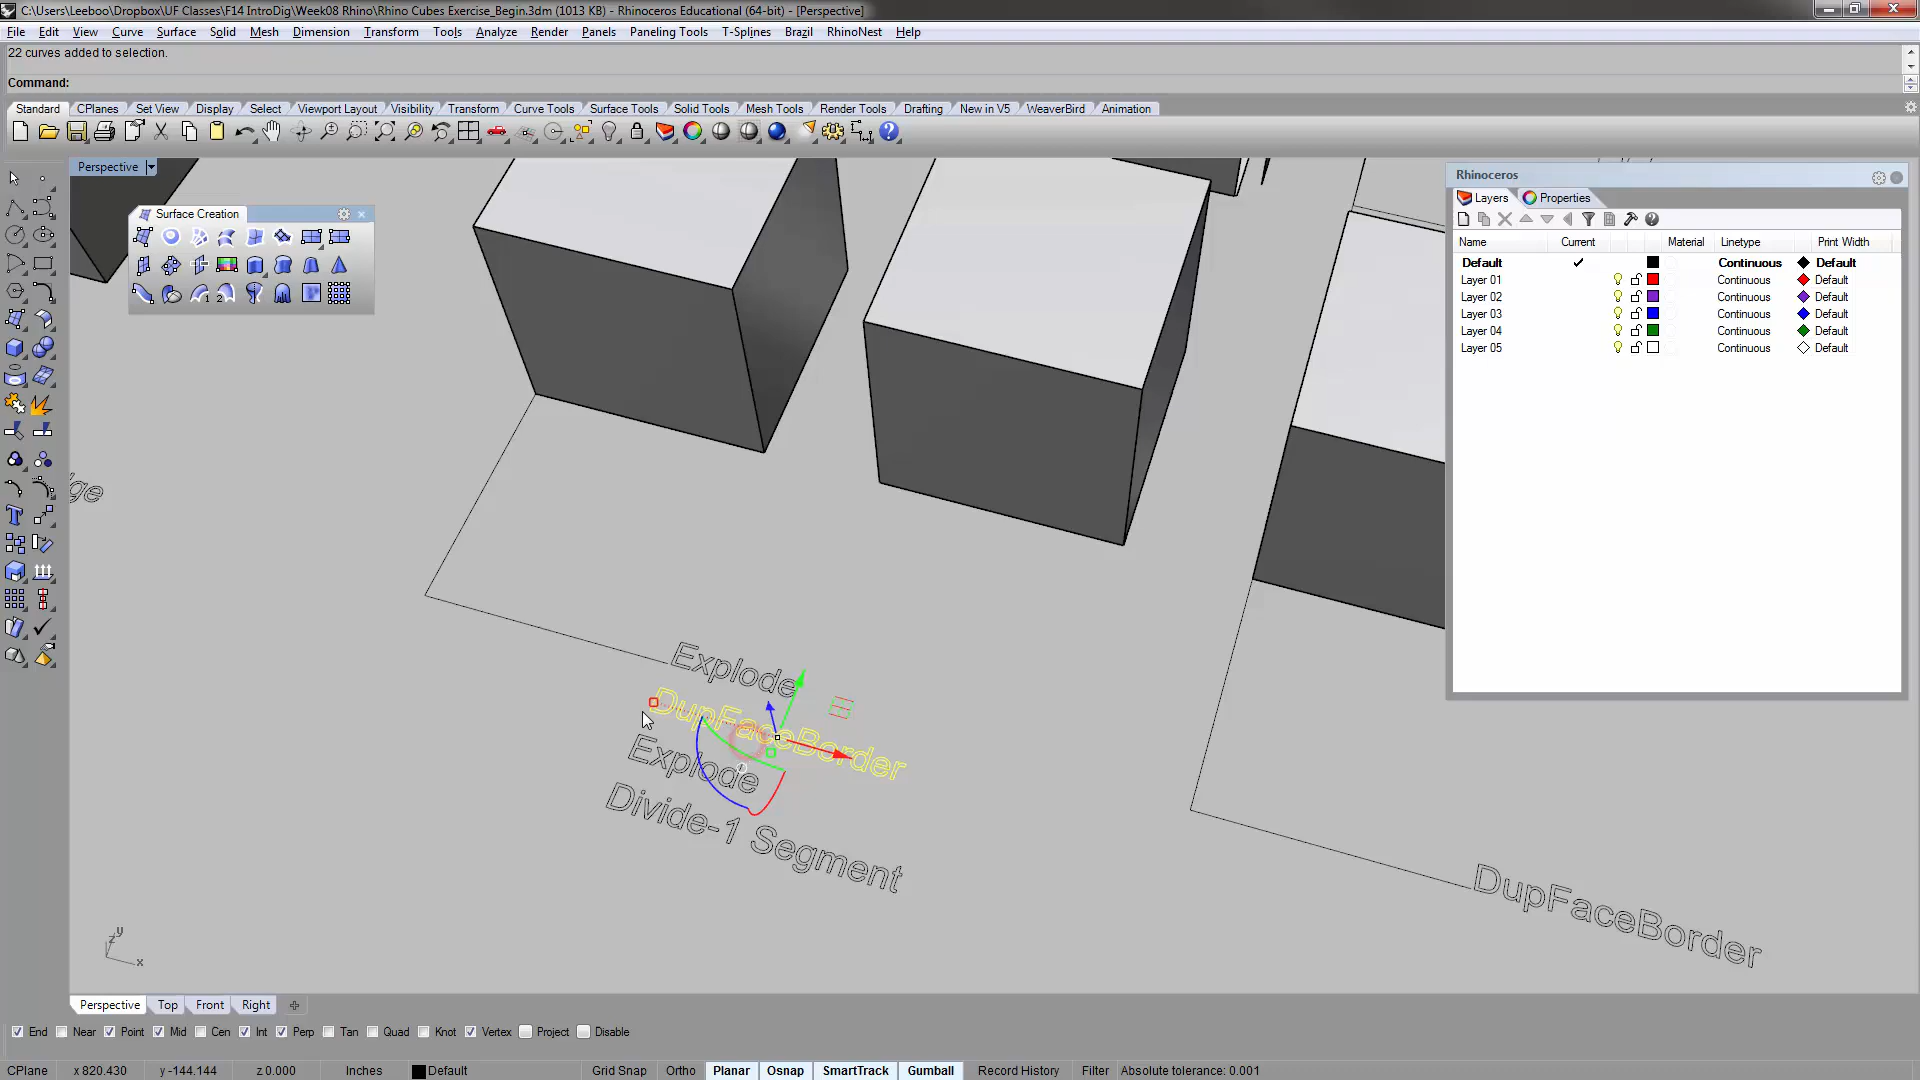 C:\Users\Leeboo\Dropbox\UF Classes\F14 IntroDig\Week08 Rhino\Rhino Cubes Exercise_Begin.3dm (1013 KB) - Rhinoceros Educational (64-bit) - [Perspective]
File Edit View Curve Surface Solid Mesh Dimension Transform Tools Analyze Render Panels Paneling Tools T-Splines Brazil RhinoNest Help
22 curves added to selection.
Command:
Standard CPlanes Set View Display Select Viewport Layout Visibility Transform Curve Tools Surface Tools Solid Tools Mesh Tools Render Tools Drafting New in V5 WeaverBird Animation
Perspective
Surface Creation
Rhinoceros
Layers Properties
Name Current Material Linetype Print Width
Default Continuous Default
Layer 01 Continuous Default
Layer 02 Continuous Default
Layer 03 Continuous Default
Layer 04 Continuous Default
Layer 05 Continuous Default
Explode
DupFaceBorder
Explode
Divide-1 Segment
DupFaceBorder
y
z
x
Perspective Top Front Right
End Near Point Mid Cen Int Perp Tan Quad Knot Vertex Project Disable
CPlane x 820.430 y -144.144 z 0.000 Inches Default Grid Snap Ortho Planar Osnap SmartTrack Gumball Record History Filter Absolute tolerance: 0.001